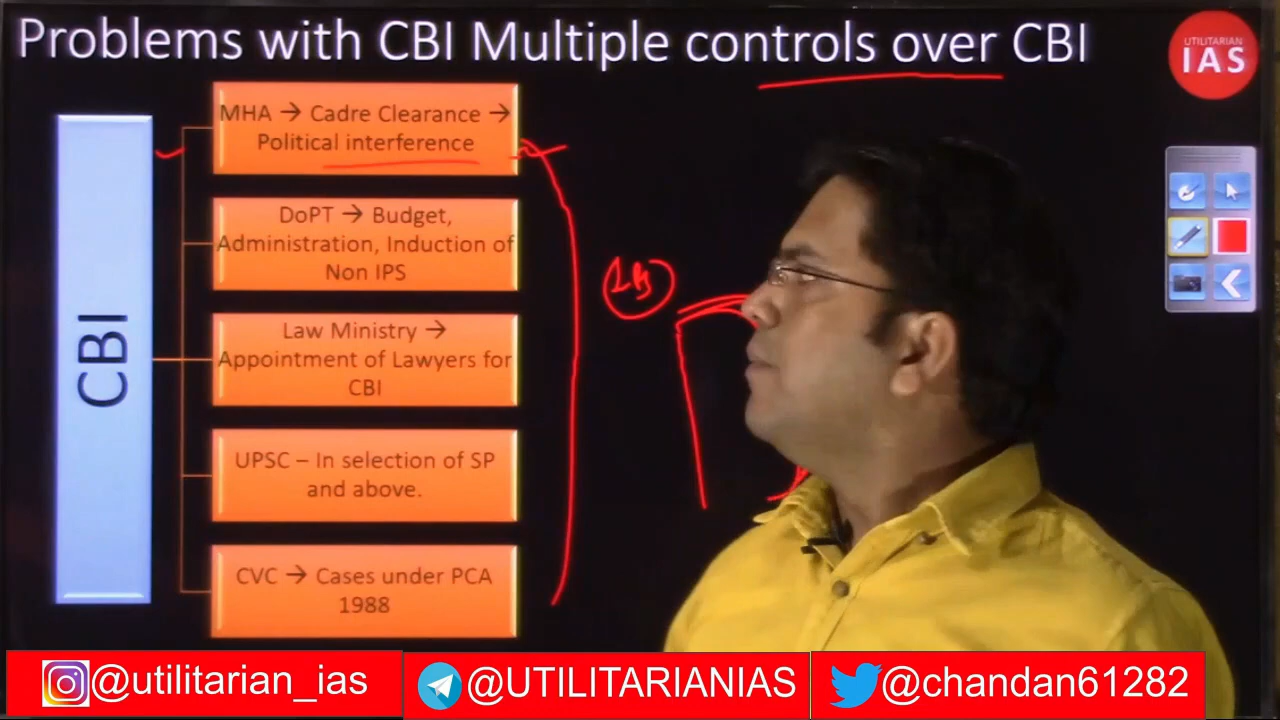 Problems with CBI Multiple controls over CBI
UTILITARIAN
IAS
CBI
MHA → Cadre Clearance →
Political interference
DoPT → Budget,
Administration, Induction of
Non IPS
Law Ministry →
Appointment of Lawyers for
CBI
UPSC – In selection of SP
and above.
CVC → Cases under PCA
1988
@utilitarian_ias
@UTILITARIANIAS
@chandan61282